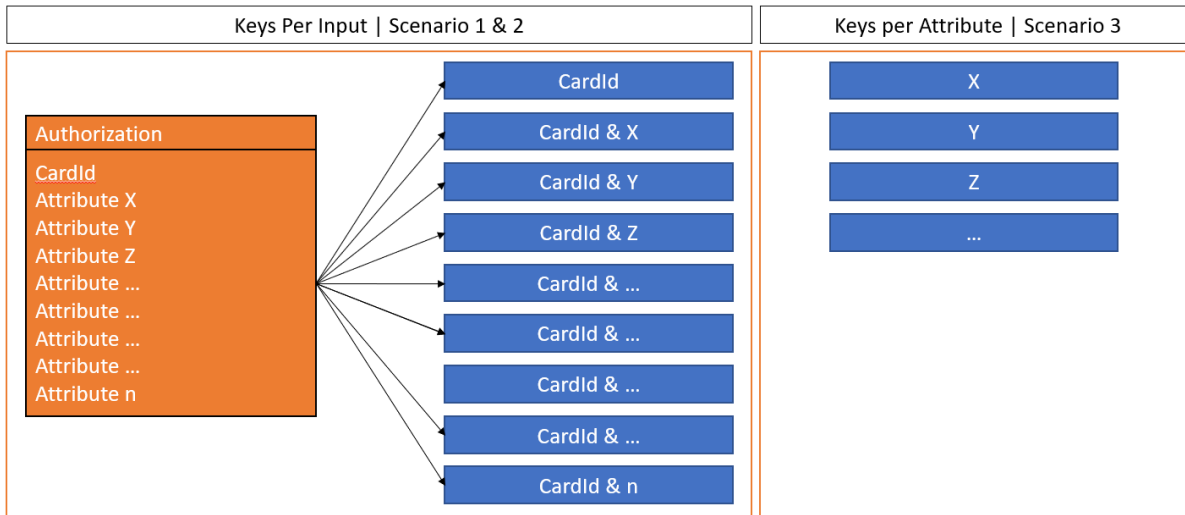 Keys Per Input | Scenario 1 & 2
Keys per Attribute | Scenario 3
Authorization
CardId
Attribute X
Attribute Y
Attribute Z
Attribute ...
Attribute ...
Attribute ...
Attribute ...
Attribute n
CardId
CardId & X
CardId & Y
CardId & Z
CardId & ...
CardId & ...
CardId & ...
CardId & ...
CardId & n
X
Y
Z
...